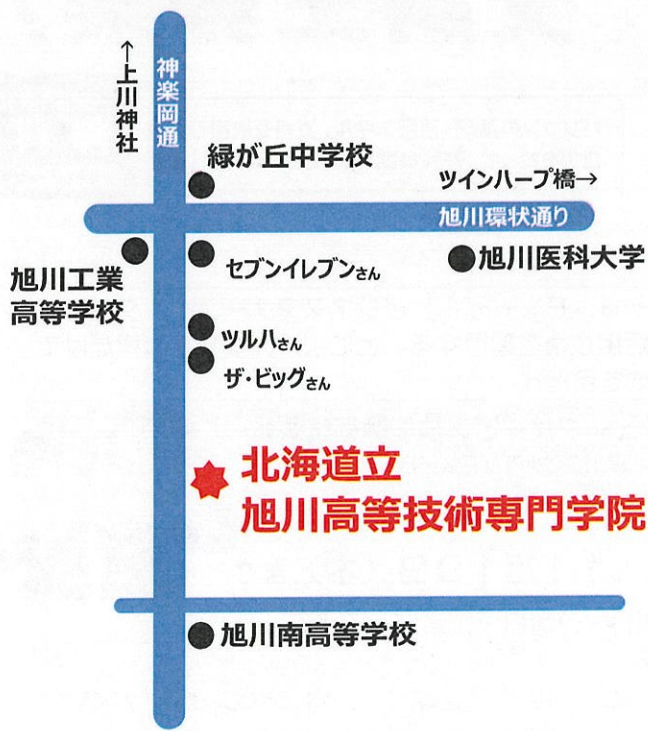 ↑上川神社
神楽岡通
緑が丘中学校
ツインハープ橋→
旭川環状通り
旭川工業
高等学校
セブンイレブンさん
旭川医科大学
ツルハさん
ザ・ビッグさん
北海道立
旭川高等技術専門学院
旭川南高等学校